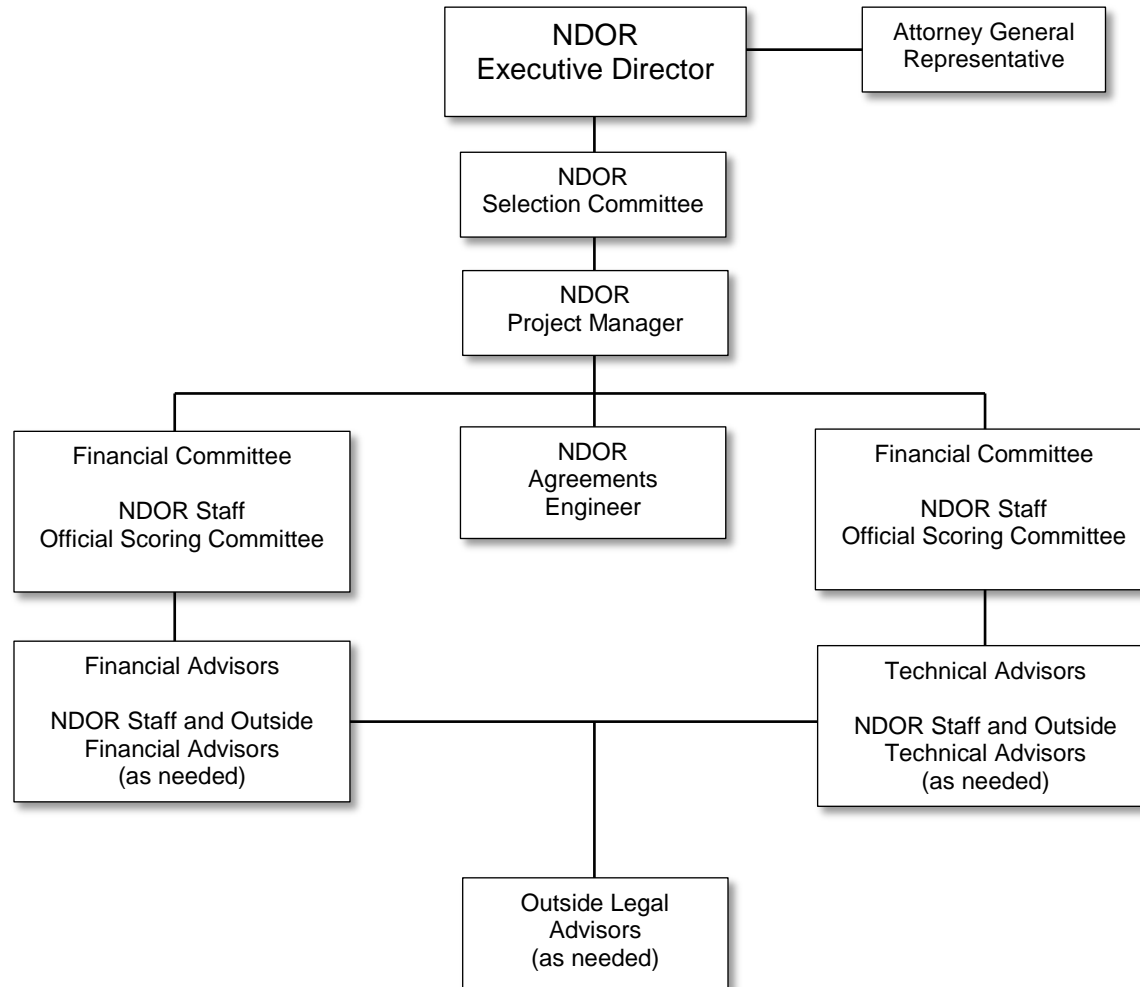 NDOR
Executive Director
Attorney General
Representative
NDOR
Selection Committee
NDOR
Project Manager
Financial Committee
NDOR Staff
Official Scoring Committee
NDOR
Agreements
Engineer
Financial Committee
NDOR Staff
Official Scoring Committee
Financial Advisors
NDOR Staff and Outside
Financial Advisors
(as needed)
Technical Advisors
NDOR Staff and Outside
Technical Advisors
(as needed)
Outside Legal
Advisors
(as needed)